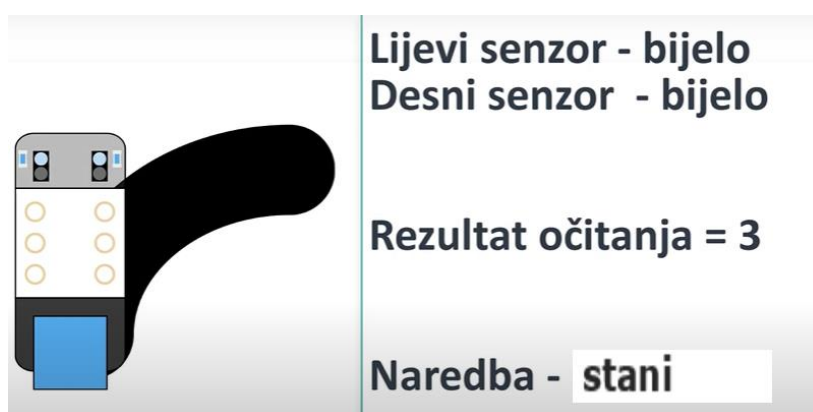 Lijevi senzor - bijelo
Desni senzor - bijelo
Rezultat očitanja = 3
Naredba - stani